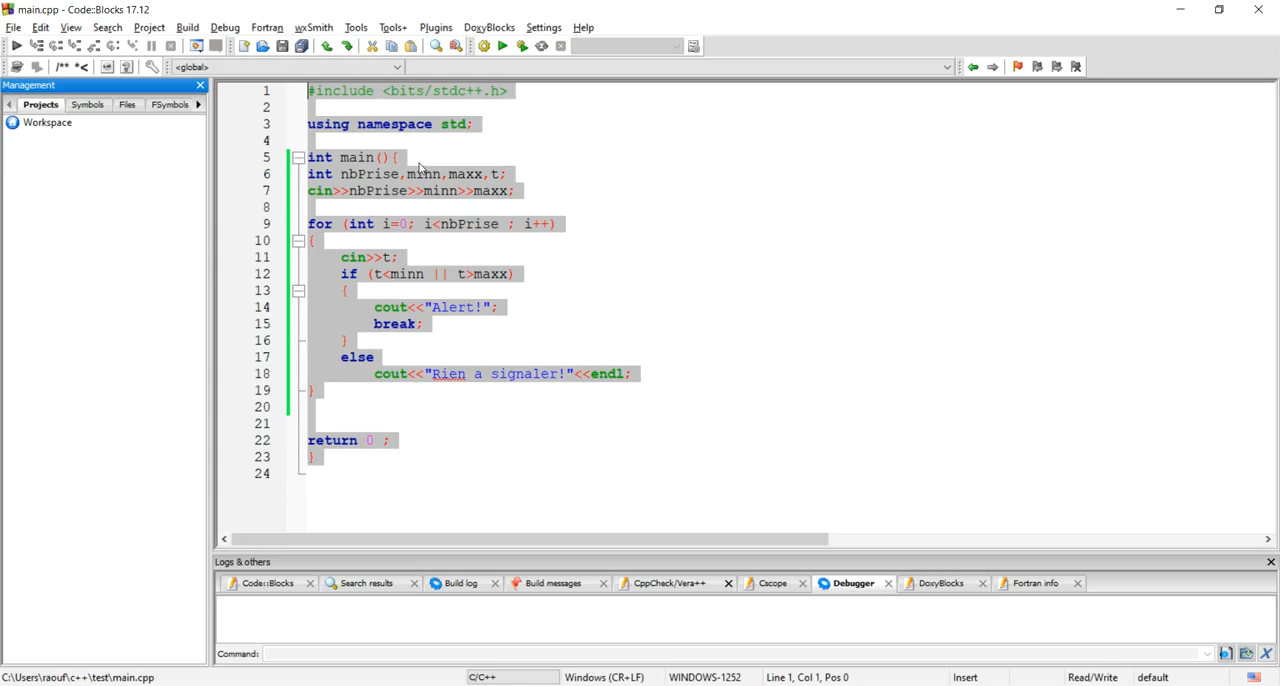 main.cpp - Code::Blocks 17.12
File Edit View Search Project Build Debug Fortran wxSmith Tools Tools+ Plugins DoxyBlocks Settings Help
/** *<
<global>
Management
Projects Symbols Files FSymbols
Workspace
1 #include <bits/stdc++.h>
2
3 using namespace std;
4
5 int main(){
6 int nbPrise,minn,maxx,t;
7 cin>>nbPrise>>minn>>maxx;
8
9 for (int i=0; i<nbPrise ; i++)
10 {
11 cin>>t;
12 if (t<minn || t>maxx)
13 {
14 cout<<"Alert!";
15 break;
16 }
17 else
18 cout<<"Rien a signaler!"<<endl;
19 }
20
21
22 return 0 ;
23 }
24
Logs & others
Code::Blocks Search results Build log Build messages CppCheck/Vera++ Cscope Debugger DoxyBlocks Fortran info
Command:
C:\Users\raouf\c++\test\main.cpp C/C++ Windows (CR+LF) WINDOWS-1252 Line 1, Col 1, Pos 0 Insert Read/Write default